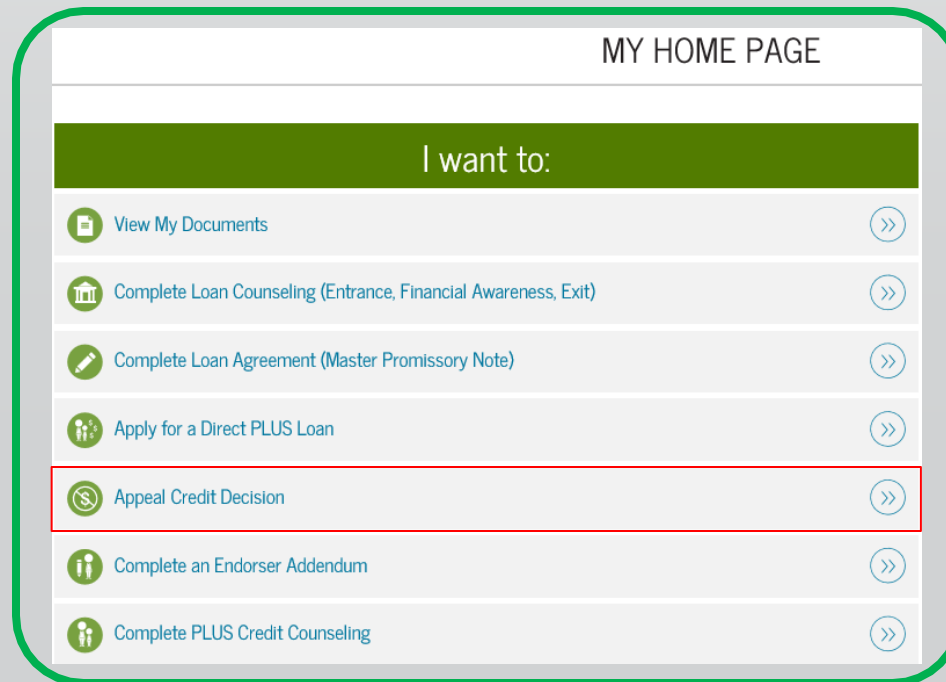 MY HOME PAGE
I want to:
View My Documents
Complete Loan Counseling (Entrance, Financial Awareness, Exit)
Complete Loan Agreement (Master Promissory Note)
Apply for a Direct PLUS Loan
Appeal Credit Decision
Complete an Endorser Addendum
Complete PLUS Credit Counseling